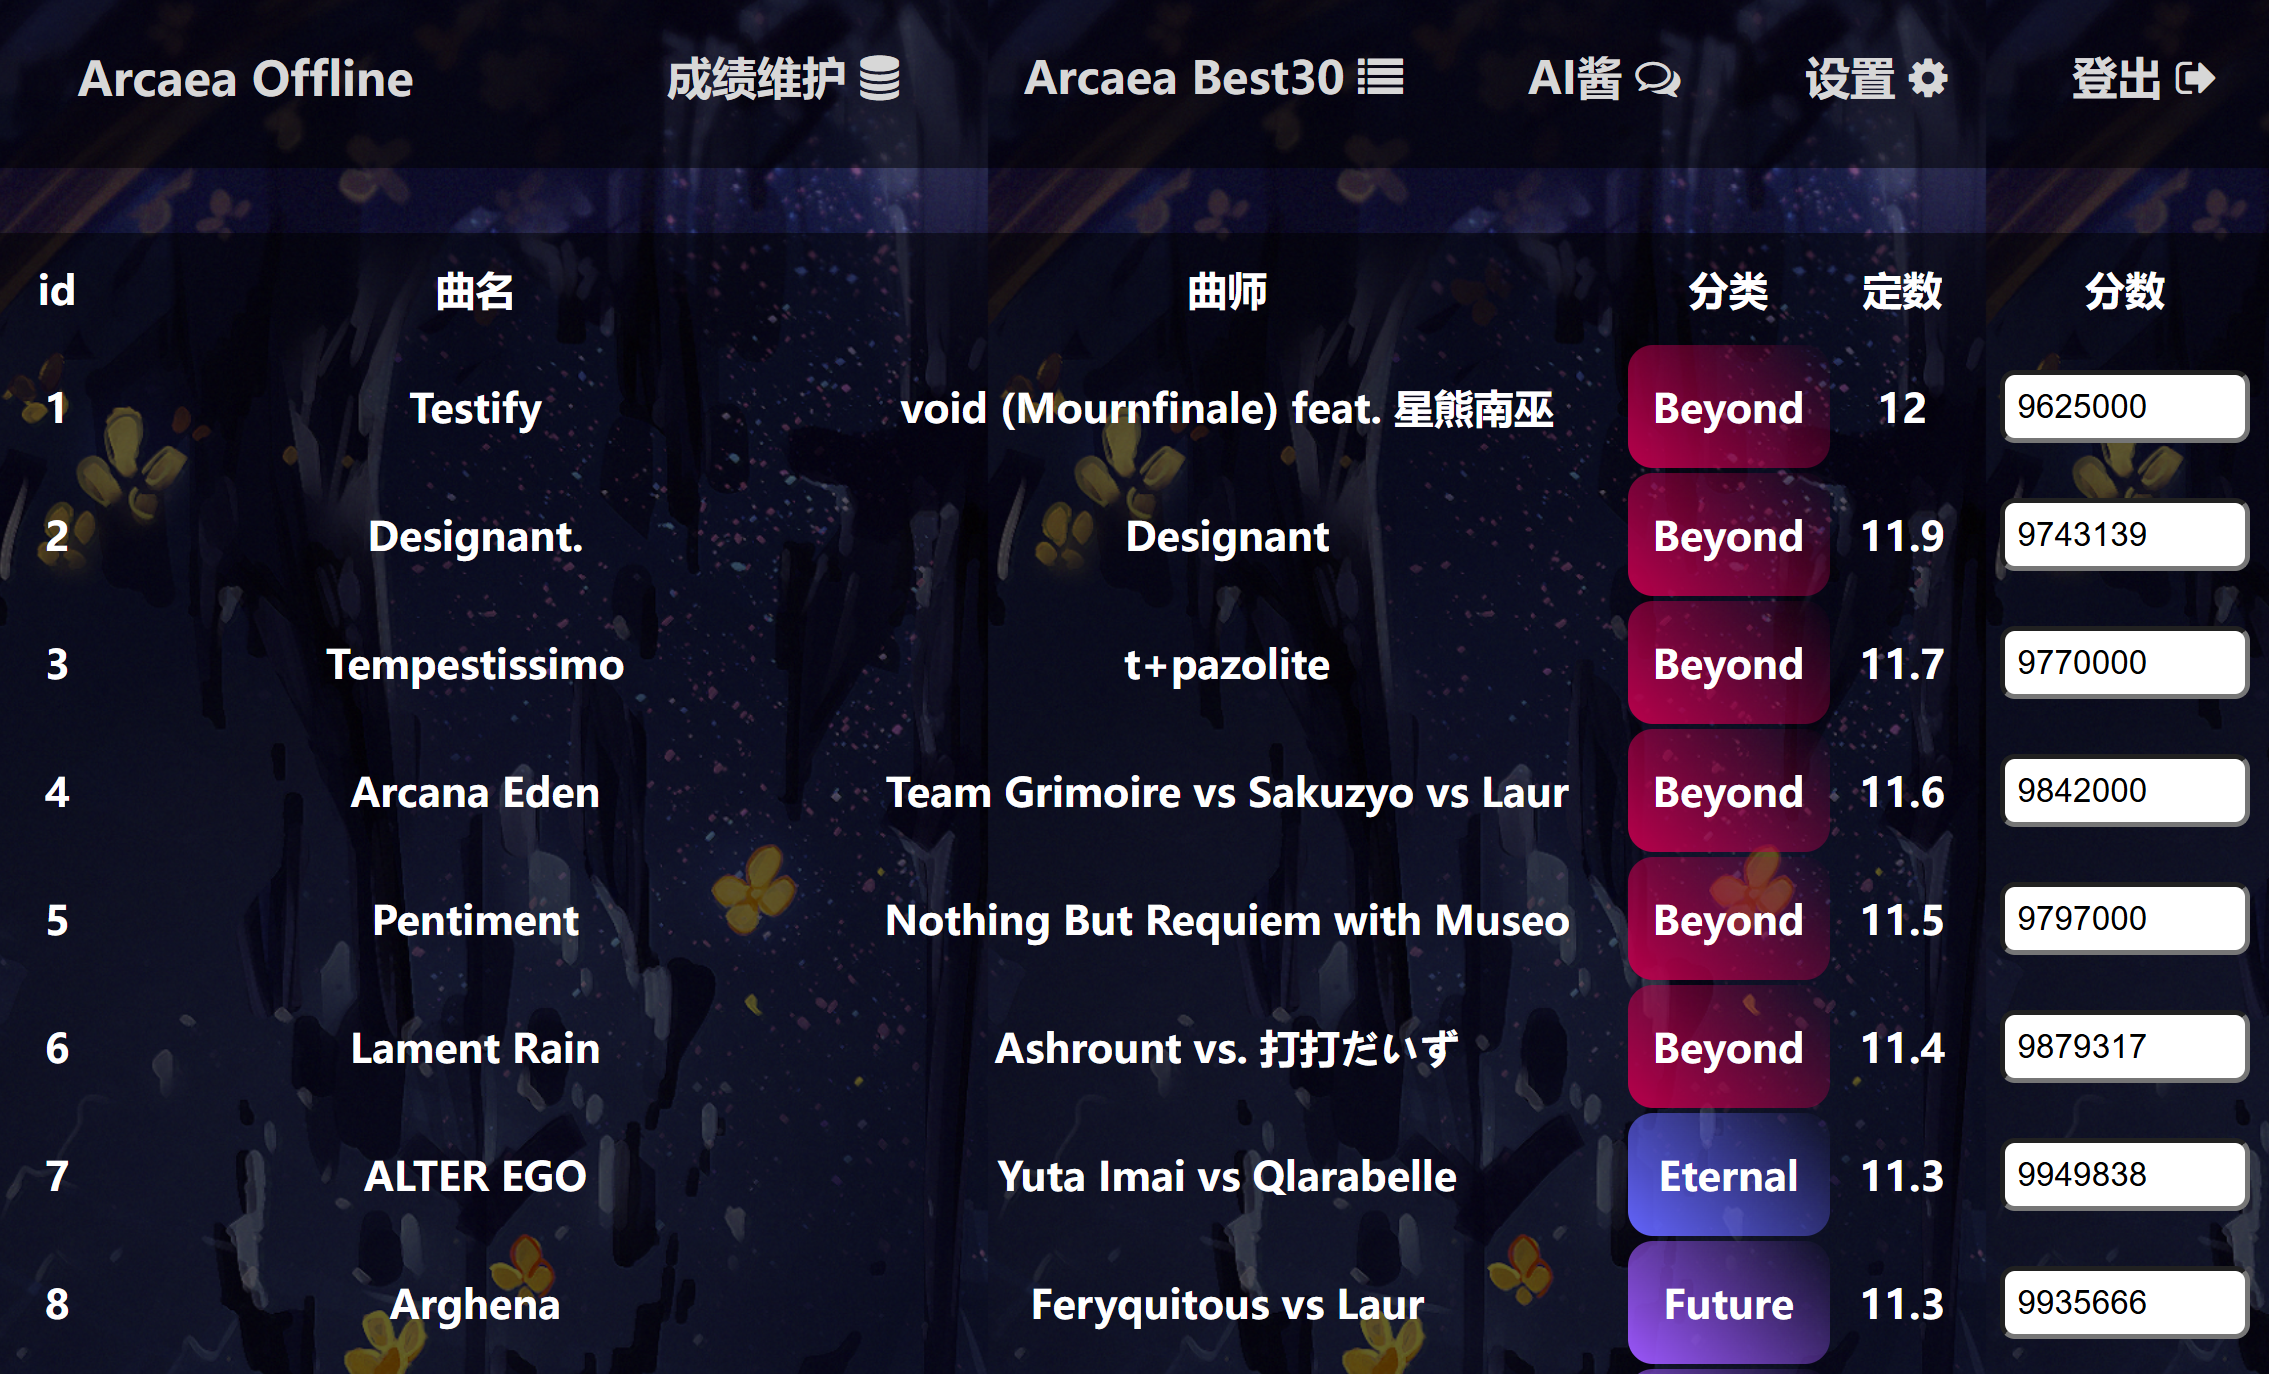 Arcaea Offline 成绩维护 Arcaea Best30 AI酱 设置 登出
id 曲名 曲师 分类 定数 分数
1 Testify void (Mournfinale) feat. 星熊南巫 Beyond 12 9625000
2 Designant. Designant Beyond 11.9 9743139
3 Tempestissimo t+pazolite Beyond 11.7 9770000
4 Arcana Eden Team Grimoire vs Sakuzyo vs Laur Beyond 11.6 9842000
5 Pentiment Nothing But Requiem with Museo Beyond 11.5 9797000
6 Lament Rain Ashrount vs. 打打だいず Beyond 11.4 9879317
7 ALTER EGO Yuta Imai vs Qlarabelle Eternal 11.3 9949838
8 Arghena Feryquitous vs Laur Future 11.3 9935666